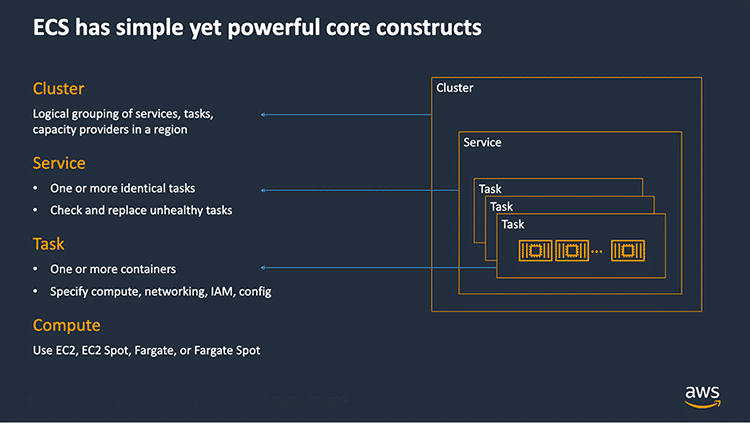 ECS has simple yet powerful core constructs
Cluster
Logical grouping of services, tasks,
capacity providers in a region
Service
• One or more identical tasks
• Check and replace unhealthy tasks
Task
• One or more containers
• Specify compute, networking, IAM, config
Compute
Use EC2, EC2 Spot, Fargate, or Fargate Spot
Cluster
Service
Task
Task
Task
...
aws